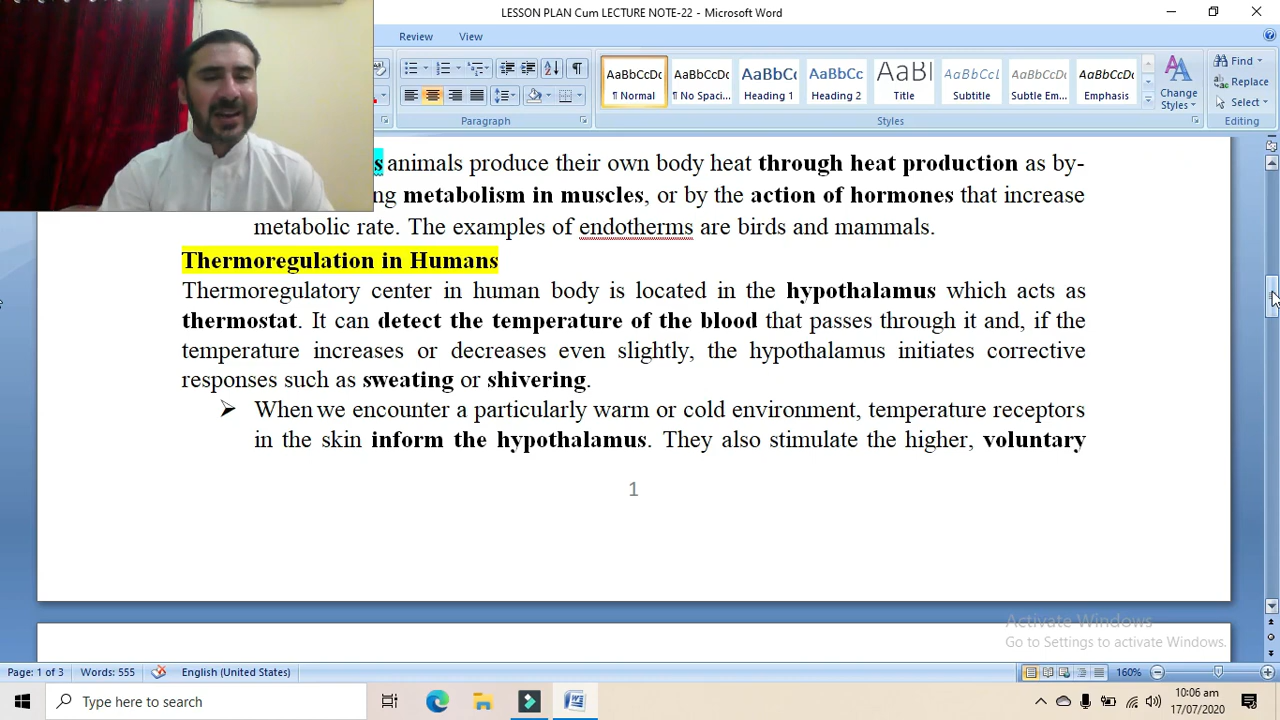 LESSON PLAN Cum LECTURE NOTE-22 - Microsoft Word
Review View
AaBbCcDc AaBbCcDc AaBbCc AaBbCc AaBl AaBbCcL AaBbCcDc AaBbCcDc
¶ Normal ¶ No Spaci... Heading 1 Heading 2 Title Subtitle Subtle Em... Emphasis
Change Styles
Find
Replace
Select
Paragraph Styles Editing
s animals produce their own body heat through heat production as by-
ng metabolism in muscles, or by the action of hormones that increase
metabolic rate. The examples of endotherms are birds and mammals.
Thermoregulation in Humans
Thermoregulatory center in human body is located in the hypothalamus which acts as
thermostat. It can detect the temperature of the blood that passes through it and, if the
temperature increases or decreases even slightly, the hypothalamus initiates corrective
responses such as sweating or shivering.
➢ When we encounter a particularly warm or cold environment, temperature receptors
in the skin inform the hypothalamus. They also stimulate the higher, voluntary
1
Activate Windows
Go to Settings to activate Windows.
Page: 1 of 3 Words: 555 English (United States) 160%
Type here to search
10:06 am
17/07/2020